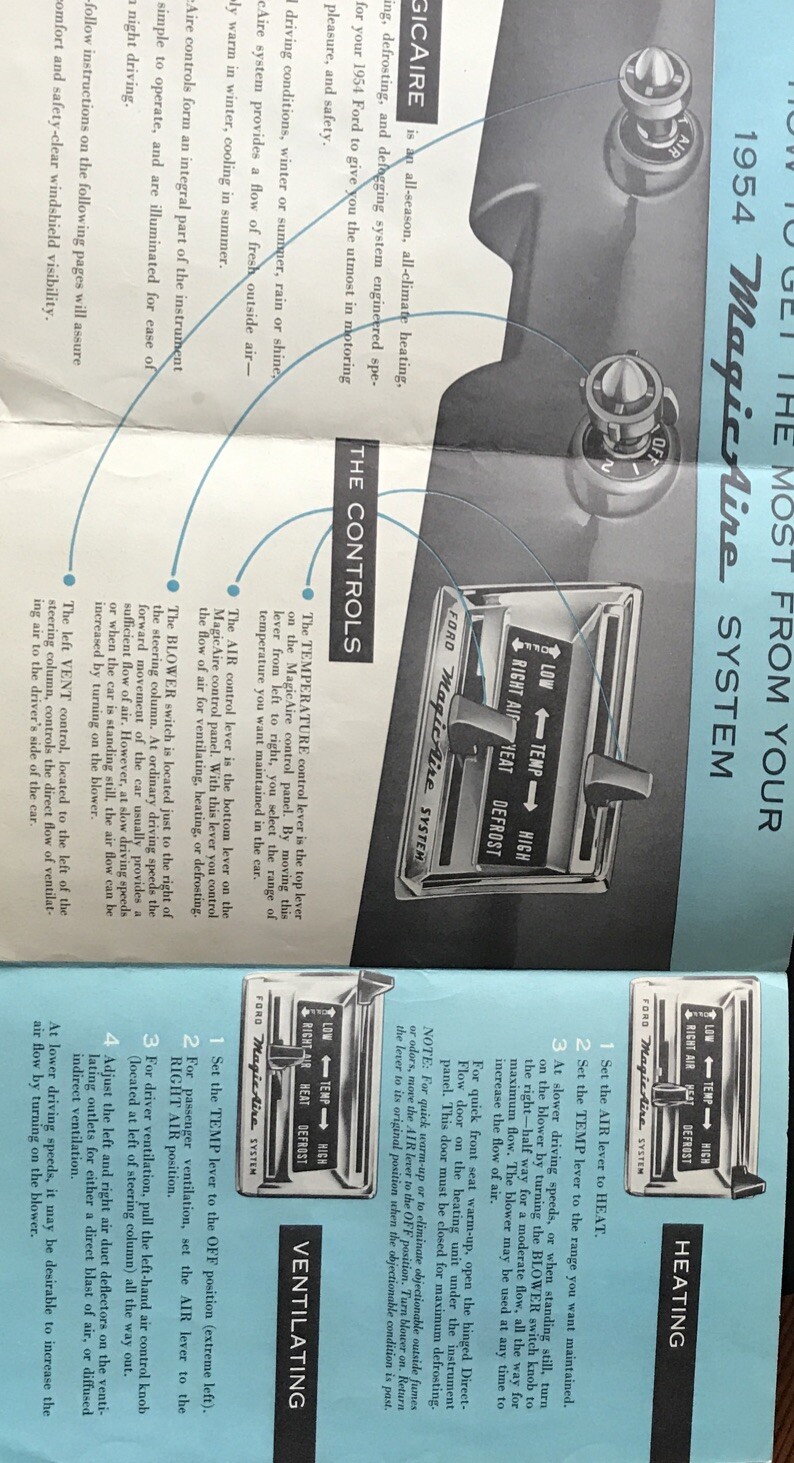 HOW TO GET THE MOST FROM YOUR
1954 MagicAire SYSTEM
T AIR
OFF 1 2
OFF LOW ← TEMP → HIGH
RIGHT AIR HEAT DEFROST
FORD MagicAire SYSTEM
GICAIRE is an all-season, all-climate heating,
ing, defrosting, and defogging system engineered spe-
for your 1954 Ford to give you the utmost in motoring
pleasure, and safety.
l driving conditions, winter or summer, rain or shine,
cAire system provides a flow of fresh outside air—
ly warm in winter, cooling in summer.
cAire controls form an integral part of the instrument
simple to operate, and are illuminated for ease of
n night driving.
-follow instructions on the following pages will assure
omfort and safety-clear windshield visibility.
THE CONTROLS
The TEMPERATURE control lever is the top lever
on the MagicAire control panel. By moving this
lever from left to right, you select the range of
temperature you want maintained in the car.
The AIR control lever is the bottom lever on the
MagicAire control panel. With this lever you control
the flow of air for ventilating, heating, or defrosting.
The BLOWER switch is located just to the right of
the steering column. At ordinary driving speeds the
forward movement of the car usually provides a
sufficient flow of air. However, at slow driving speeds
or when the car is standing still, the air flow can be
increased by turning on the blower.
The left VENT control, located to the left of the
steering column, controls the direct flow of ventilat-
ing air to the driver's side of the car.
OFF LOW ← TEMP → HIGH
RIGHT AIR HEAT DEFROST
FORD MagicAire SYSTEM
HEATING
1 Set the AIR lever to HEAT.
2 Set the TEMP lever to the range you want maintained.
3 At slower driving speeds, or when standing still, turn
on the blower by turning the BLOWER switch knob to
the right—half way for a moderate flow, all the way for
maximum flow. The blower may be used at any time to
increase the flow of air.
For quick front seat warm-up, open the hinged Direct-
Flow door on the heating unit under the instrument
panel. This door must be closed for maximum defrosting.
NOTE: For quick warm-up or to eliminate objectionable outside fumes
or odors, move the AIR lever to the OFF position. Turn blower on. Return
the lever to its original position when the objectionable condition is past.
OFF LOW ← TEMP → HIGH
RIGHT AIR HEAT DEFROST
FORD MagicAire SYSTEM
VENTILATING
1 Set the TEMP lever to the OFF position (extreme left).
2 For passenger ventilation, set the AIR lever to the
RIGHT AIR position.
3 For driver ventilation, pull the left-hand air control knob
(located at left of steering column) all the way out.
4 Adjust the left and right air duct deflectors on the venti-
lating outlets for either a direct blast of air, or diffused
indirect ventilation.
At lower driving speeds, it may be desirable to increase the
air flow by turning on the blower.